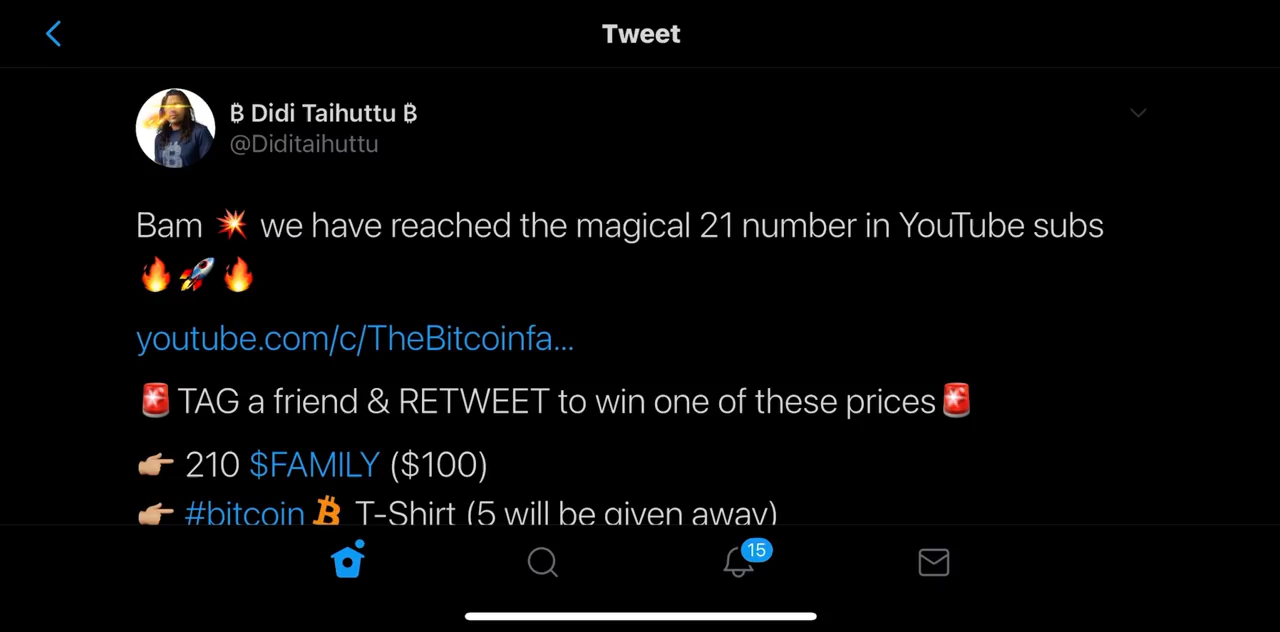 Tweet
₿ Didi Taihuttu ₿
@Diditaihuttu
Bam 💥 we have reached the magical 21 number in YouTube subs
🔥🚀🔥
youtube.com/c/TheBitcoinfa...
🚨 TAG a friend & RETWEET to win one of these prices🚨
👉🏼 210 $FAMILY ($100)
👉🏼 #bitcoin ₿ T-Shirt (5 will be given away)
15